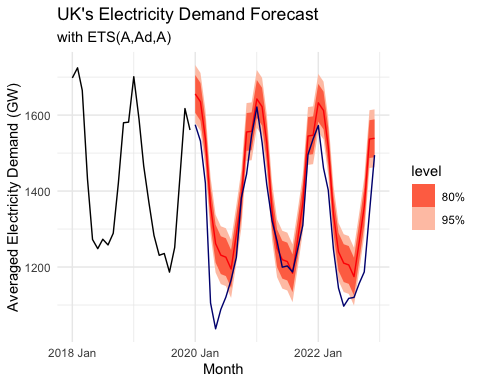 UK's Electricity Demand Forecast
with ETS(A,Ad,A)
Averaged Electricity Demand (GW)
1600
1400
1200
2018 Jan
2020 Jan
2022 Jan
Month
level
80%
95%